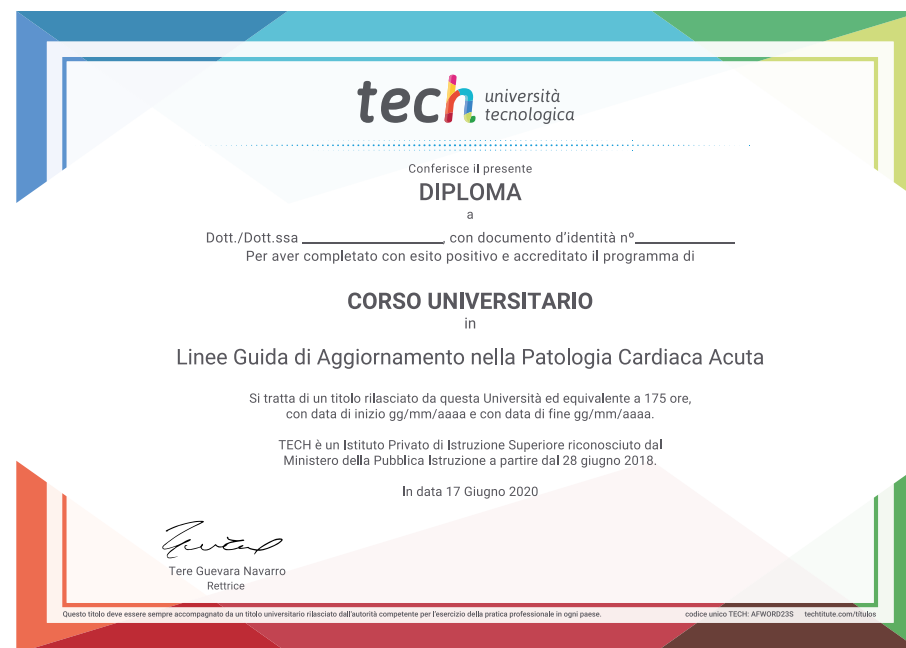 tech università
tecnologica
Conferisce il presente
DIPLOMA
a
Dott./Dott.ssa ____________________, con documento d'identità nº______________
Per aver completato con esito positivo e accreditato il programma di
CORSO UNIVERSITARIO
in
Linee Guida di Aggiornamento nella Patologia Cardiaca Acuta
Si tratta di un titolo rilasciato da questa Università ed equivalente a 175 ore,
con data di inizio gg/mm/aaaa e con data di fine gg/mm/aaaa.
TECH è un Istituto Privato di Istruzione Superiore riconosciuto dal
Ministero della Pubblica Istruzione a partire dal 28 giugno 2018.
In data 17 Giugno 2020
Tere Guevara Navarro
Rettrice
Questo titolo deve essere sempre accompagnato da un titolo universitario rilasciato dall'autorità competente per l'esercizio della pratica professionale in ogni paese. codice unico TECH: AFWORD23S techtitute.com/titulos